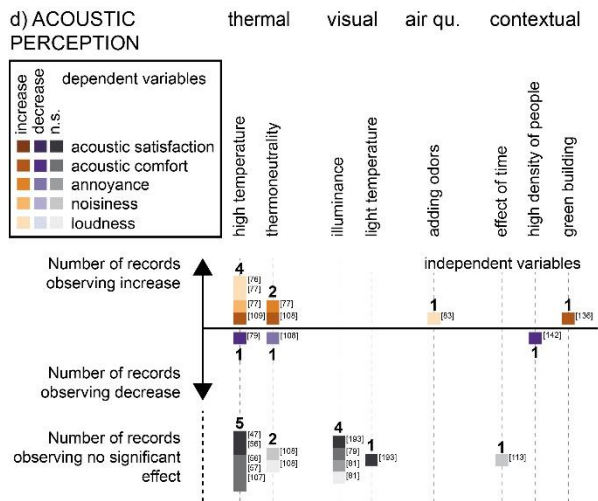 d) ACOUSTIC PERCEPTION
thermal visual air qu. contextual
increase
decrease
n.s.
dependent variables
acoustic satisfaction
acoustic comfort
annoyance
noisiness
loudness
high temperature
thermoneutrality
illuminance
light temperature
adding odors
effect of time
high density of people
green building
independent variables
Number of records
observing increase
4
[76]
[77]
[77]
[109]
2
[77]
[108]
1
[83]
1
[136]
[79]
1
[108]
1
[142]
1
Number of records
observing decrease
Number of records
observing no significant
effect
5
[47]
[56]
[57]
[107]
2
[108]
[108]
4
[193]
[79]
[81]
[81]
1
[193]
1
[113]